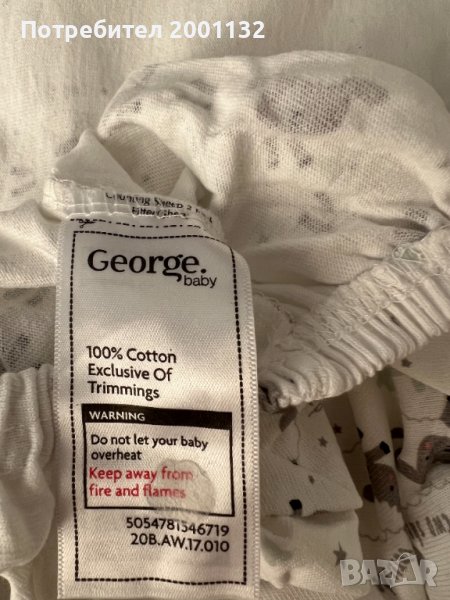 Потребител 2001132
George.
baby
100% Cotton
Exclusive Of
Trimmings
WARNING
Do not let your baby
overheat
Keep away from
fire and flames
5054781546719
20B.AW.17.010
BAZAR